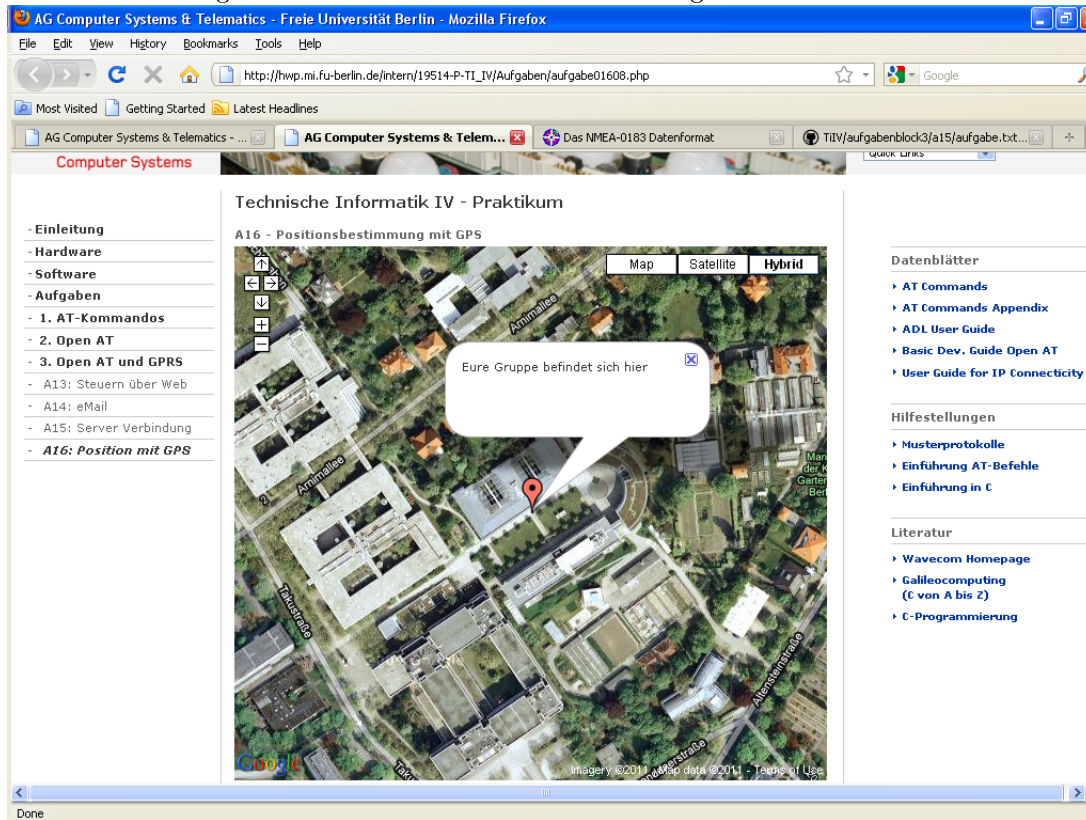 AG Computer Systems & Telematics - Freie Universität Berlin - Mozilla Firefox
File Edit View History Bookmarks Tools Help
http://hwp.mi.fu-berlin.de/intern/19514-P-TI_IV/Aufgaben/aufgabe01608.php
Google
Most Visited Getting Started Latest Headlines
AG Computer Systems & Telematics - ... AG Computer Systems & Telem... Das NMEA-0183 Datenformat TiIV/aufgabenblock3/a15/aufgabe.txt...
Computer Systems
Quick Links
Technische Informatik IV - Praktikum
- Einleitung
- Hardware
- Software
- Aufgaben
- 1. AT-Kommandos
- 2. Open AT
- 3. Open AT und GPRS
- A13: Steuern über Web
- A14: eMail
- A15: Server Verbindung
- A16: Position mit GPS
A16 - Positionsbestimmung mit GPS
Map Satellite Hybrid
Arnimallee
Eure Gruppe befindet sich hier
Arnimallee
Takustraße
Altensteinstraße
Google
Imagery ©2011 , Map data ©2011 - Terms of Use
Datenblätter
AT Commands
AT Commands Appendix
ADL User Guide
Basic Dev. Guide Open AT
User Guide for IP Connecticity
Hilfestellungen
Musterprotokolle
Einführung AT-Befehle
Einführung in C
Literatur
Wavecom Homepage
Galileocomputing
(C von A bis Z)
C-Programmierung
Done